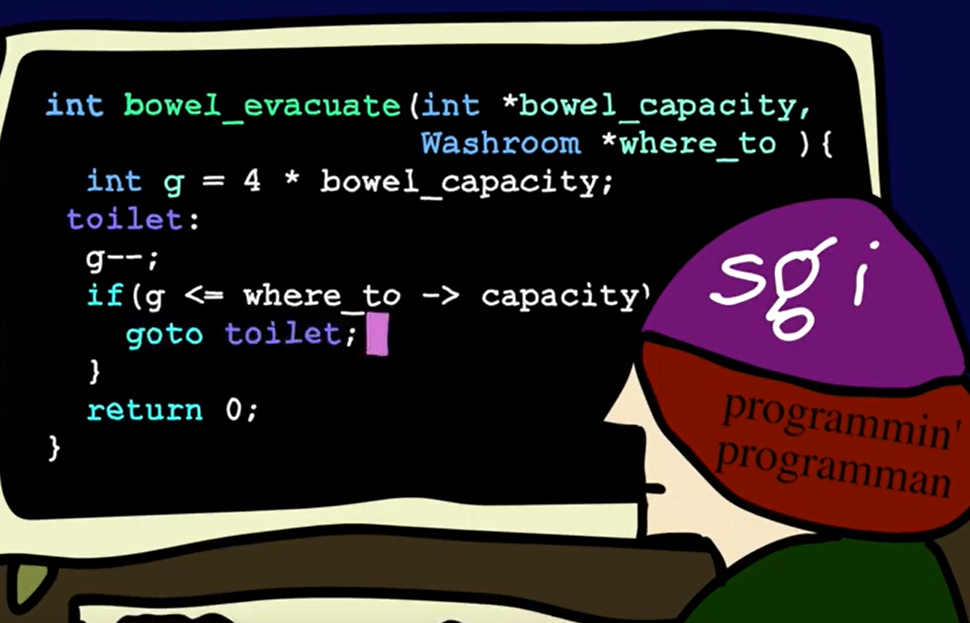 int bowel_evacuate(int *bowel_capacity,
Washroom *where_to ){
int g = 4 * bowel_capacity;
toilet:
g--;
if(g <= where_to -> capacity)
goto toilet;
}
return 0;
}
sgi
programmin'
programman